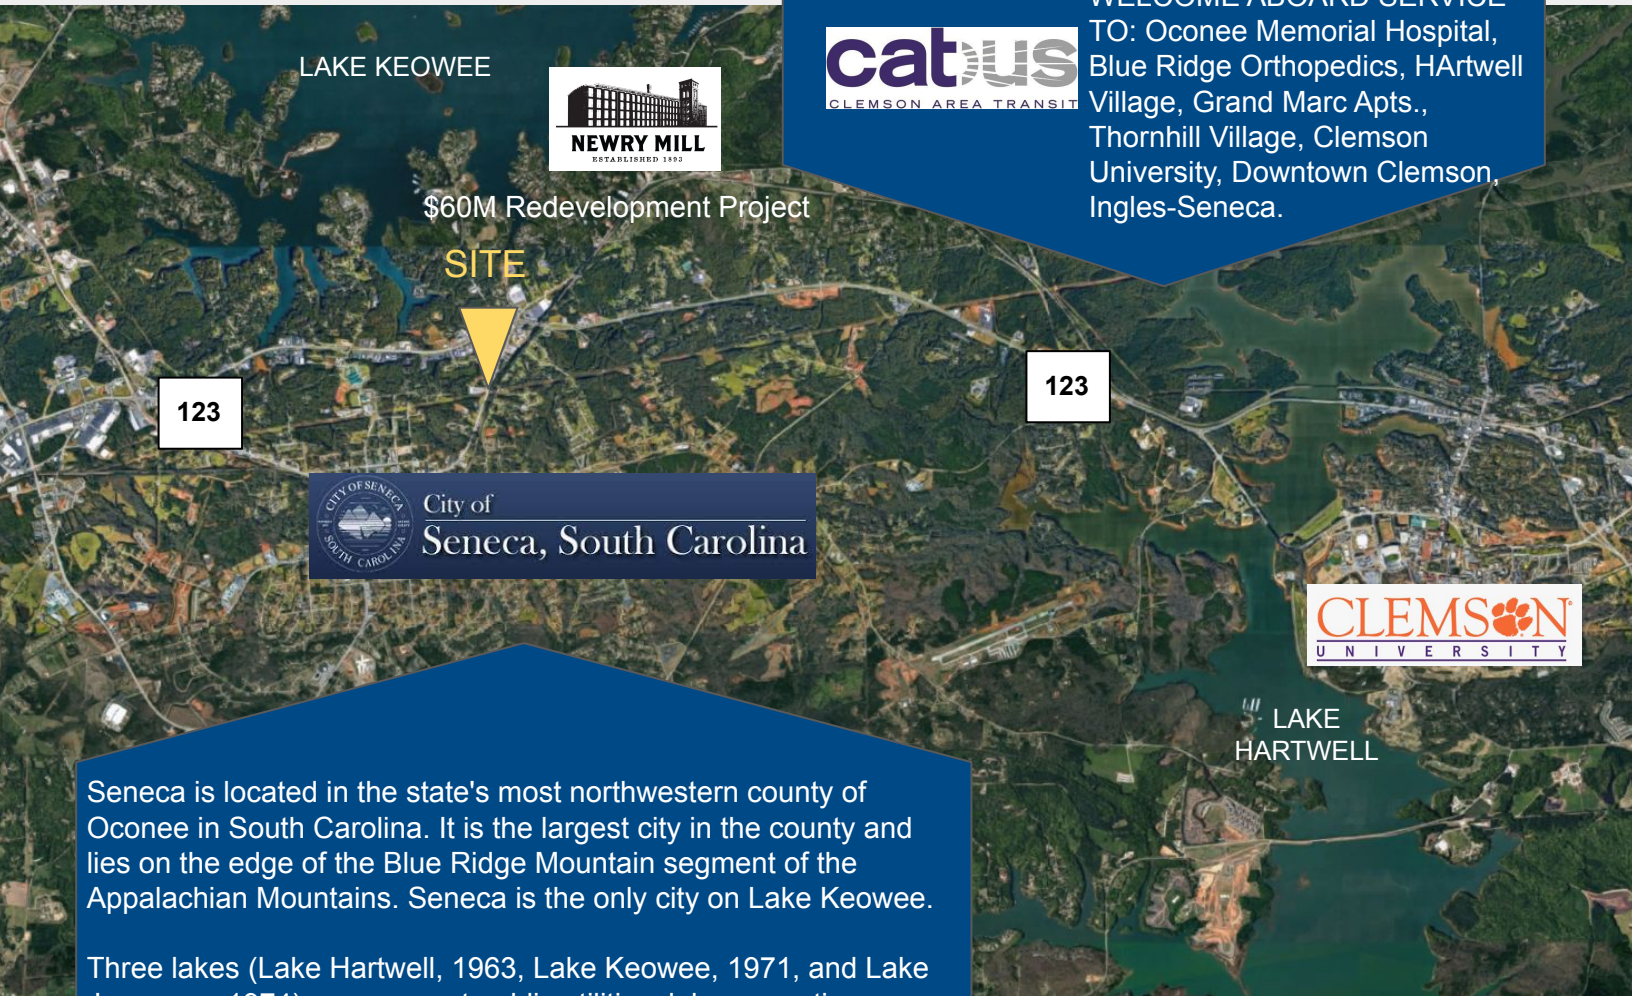 WELCOME ABOARD SERVICE
TO: Oconee Memorial Hospital,
Blue Ridge Orthopedics, HArtwell
Village, Grand Marc Apts.,
Thornhill Village, Clemson
University, Downtown Clemson,
Ingles-Seneca.
catbus
CLEMSON AREA TRANSIT
LAKE KEOWEE
NEWRY MILL
ESTABLISHED 1893
$60M Redevelopment Project
SITE
123
123
CITY OF SENECA
SOUTH CAROLINA
City of
Seneca, South Carolina
CLEMSON
UNIVERSITY
LAKE
HARTWELL
Seneca is located in the state's most northwestern county of
Oconee in South Carolina. It is the largest city in the county and
lies on the edge of the Blue Ridge Mountain segment of the
Appalachian Mountains. Seneca is the only city on Lake Keowee.
Three lakes (Lake Hartwell, 1963, Lake Keowee, 1971, and Lake